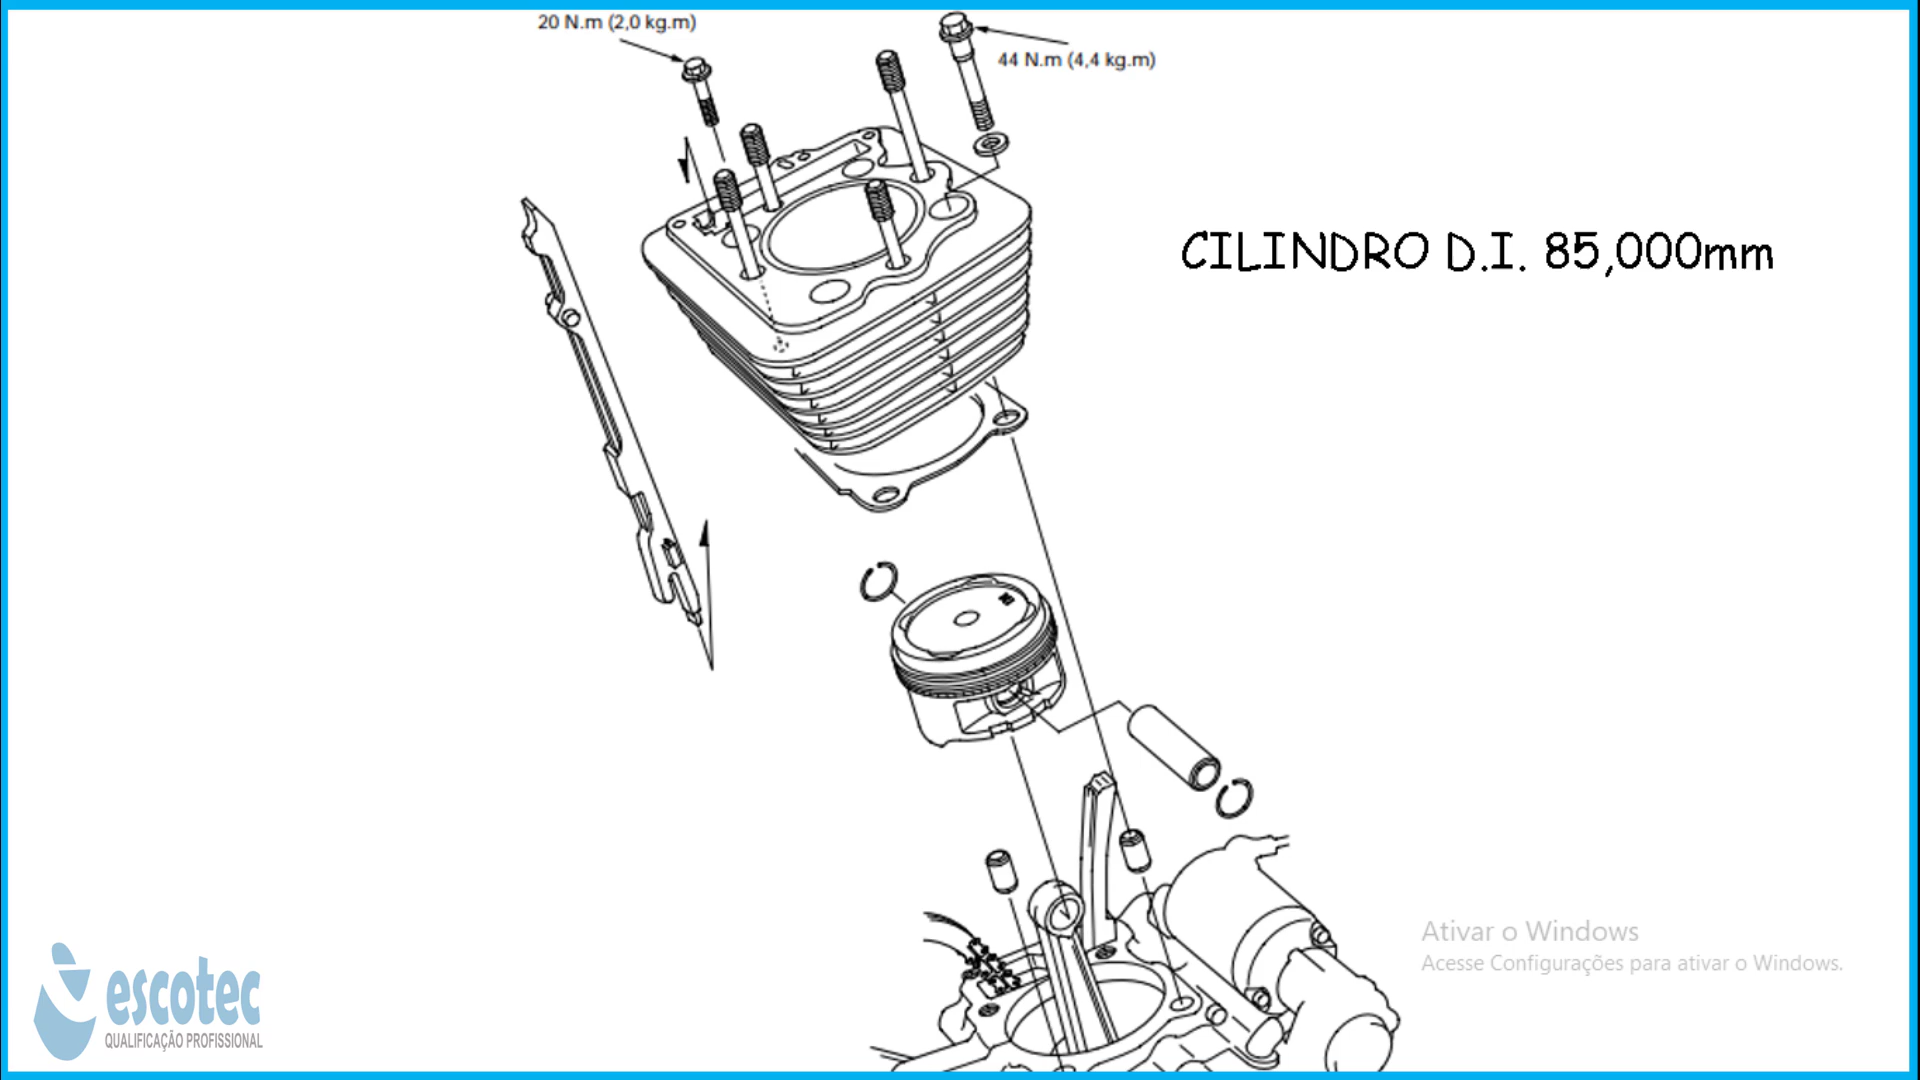 20 N.m (2,0 kg.m)
44 N.m (4,4 kg.m)
CILINDRO D.I. 85,000mm
Ativar o Windows
Acesse Configurações para ativar o Windows.
escotec
QUALIFICAÇÃO PROFISSIONAL